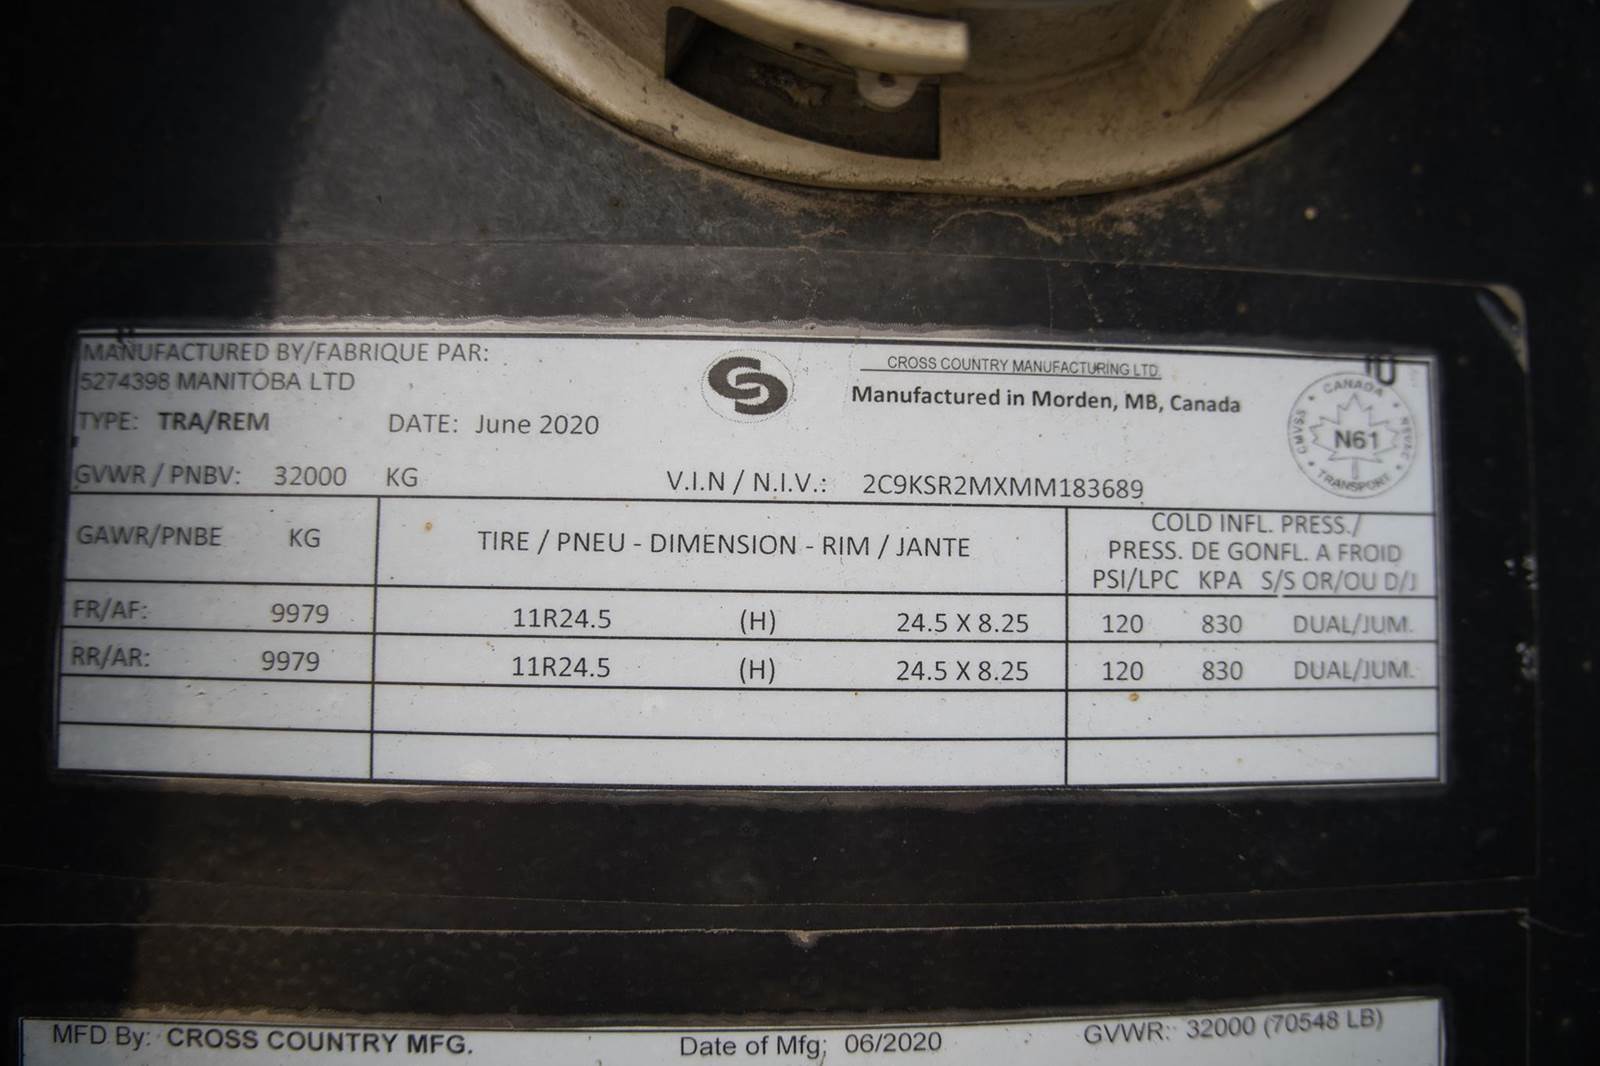 MANUFACTURED BY/FABRIQUE PAR:
5274398 MANITOBA LTD
CROSS COUNTRY MANUFACTURING LTD.
Manufactured in Morden, MB, Canada
TYPE: TRA/REM DATE: June 2020
CANADA
CMVSS N61 NSVAC
TRANSPORT
GVWR / PNBV: 32000 KG V.I.N / N.I.V.: 2C9KSR2MXMM183689
GAWR/PNBE KG TIRE / PNEU - DIMENSION - RIM / JANTE
COLD INFL. PRESS./
PRESS. DE GONFL. A FROID
PSI/LPC KPA S/S OR/OU D/J
FR/AF: 9979 11R24.5 (H) 24.5 X 8.25 120 830 DUAL/JUM.
RR/AR: 9979 11R24.5 (H) 24.5 X 8.25 120 830 DUAL/JUM.
MFD By: CROSS COUNTRY MFG. Date of Mfg; 06/2020 GVWR: 32000 (70548 LB)